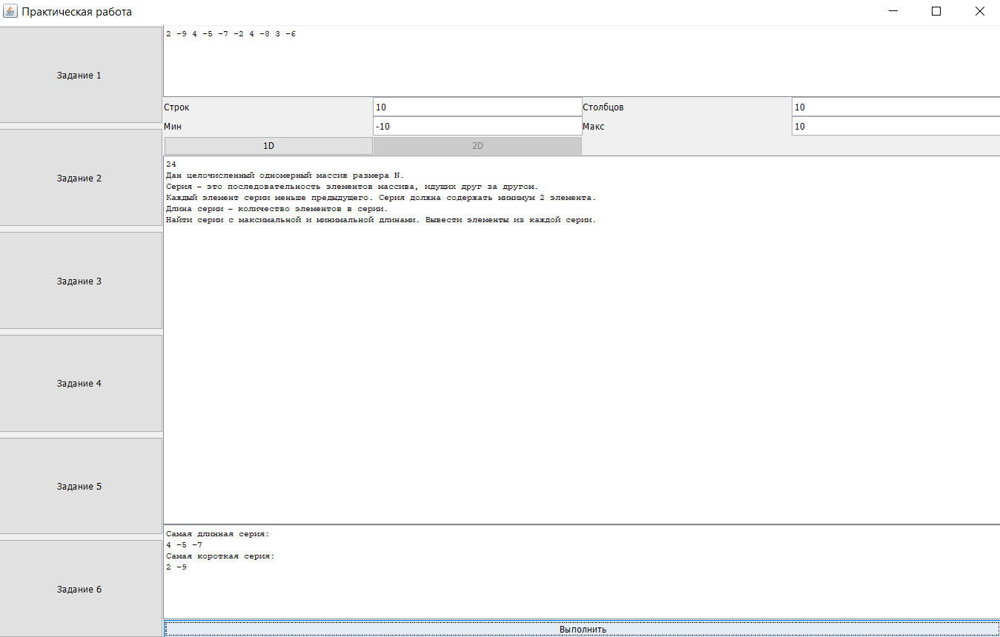 Практическая работа
Задание 1
Задание 2
Задание 3
Задание 4
Задание 5
Задание 6
2 -9 4 -5 -7 -2 4 -8 3 -6
Строк 10 Столбцов 10
Мин -10 Макс 10
1D 2D
24
Дан целочисленный одномерный массив размера N.
Серия - это последовательность элементов массива, идущих друг за другом.
Каждый элемент серии меньше предыдущего. Серия должна содержать минимум 2 элемента.
Длина серии - количество элементов в серии.
Найти серии с максимальной и минимальной длинами. Вывести элементы из каждой серии.
Самая длинная серия:
4 -5 -7
Самая короткая серия:
2 -9
Выполнить